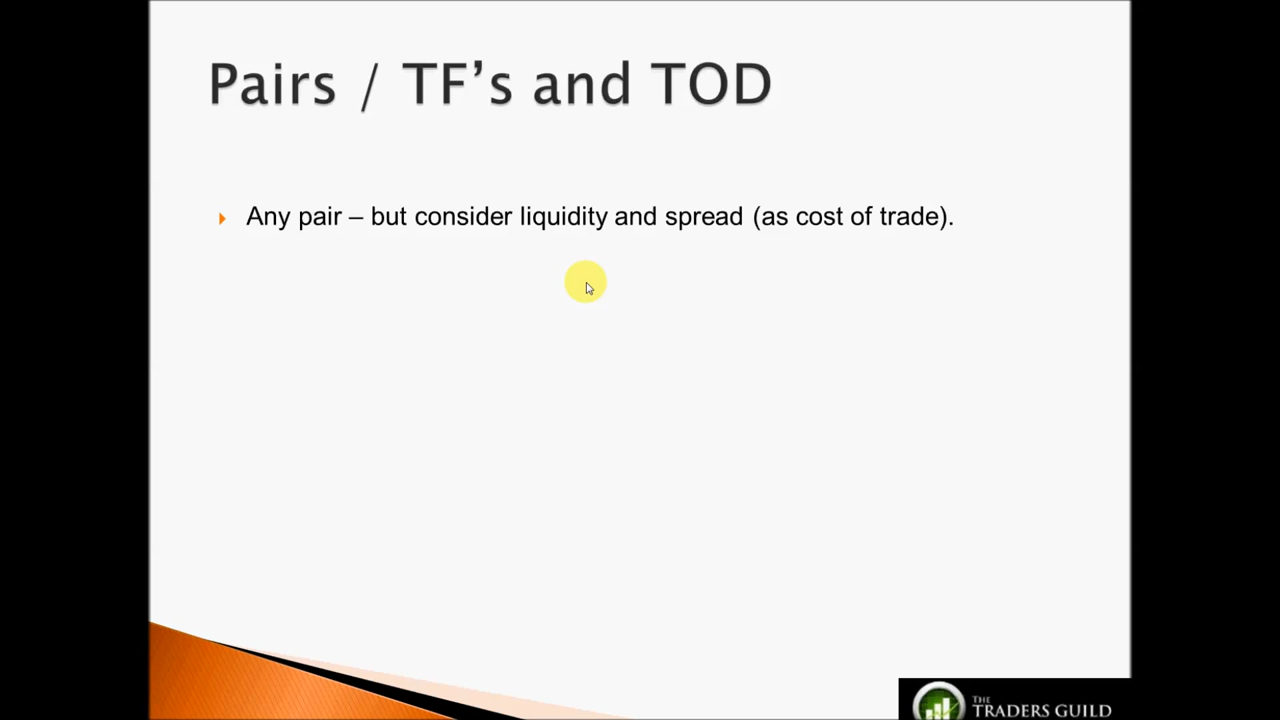 Pairs / TF’s and TOD
Any pair – but consider liquidity and spread (as cost of trade).
THE
TRADERS GUILD